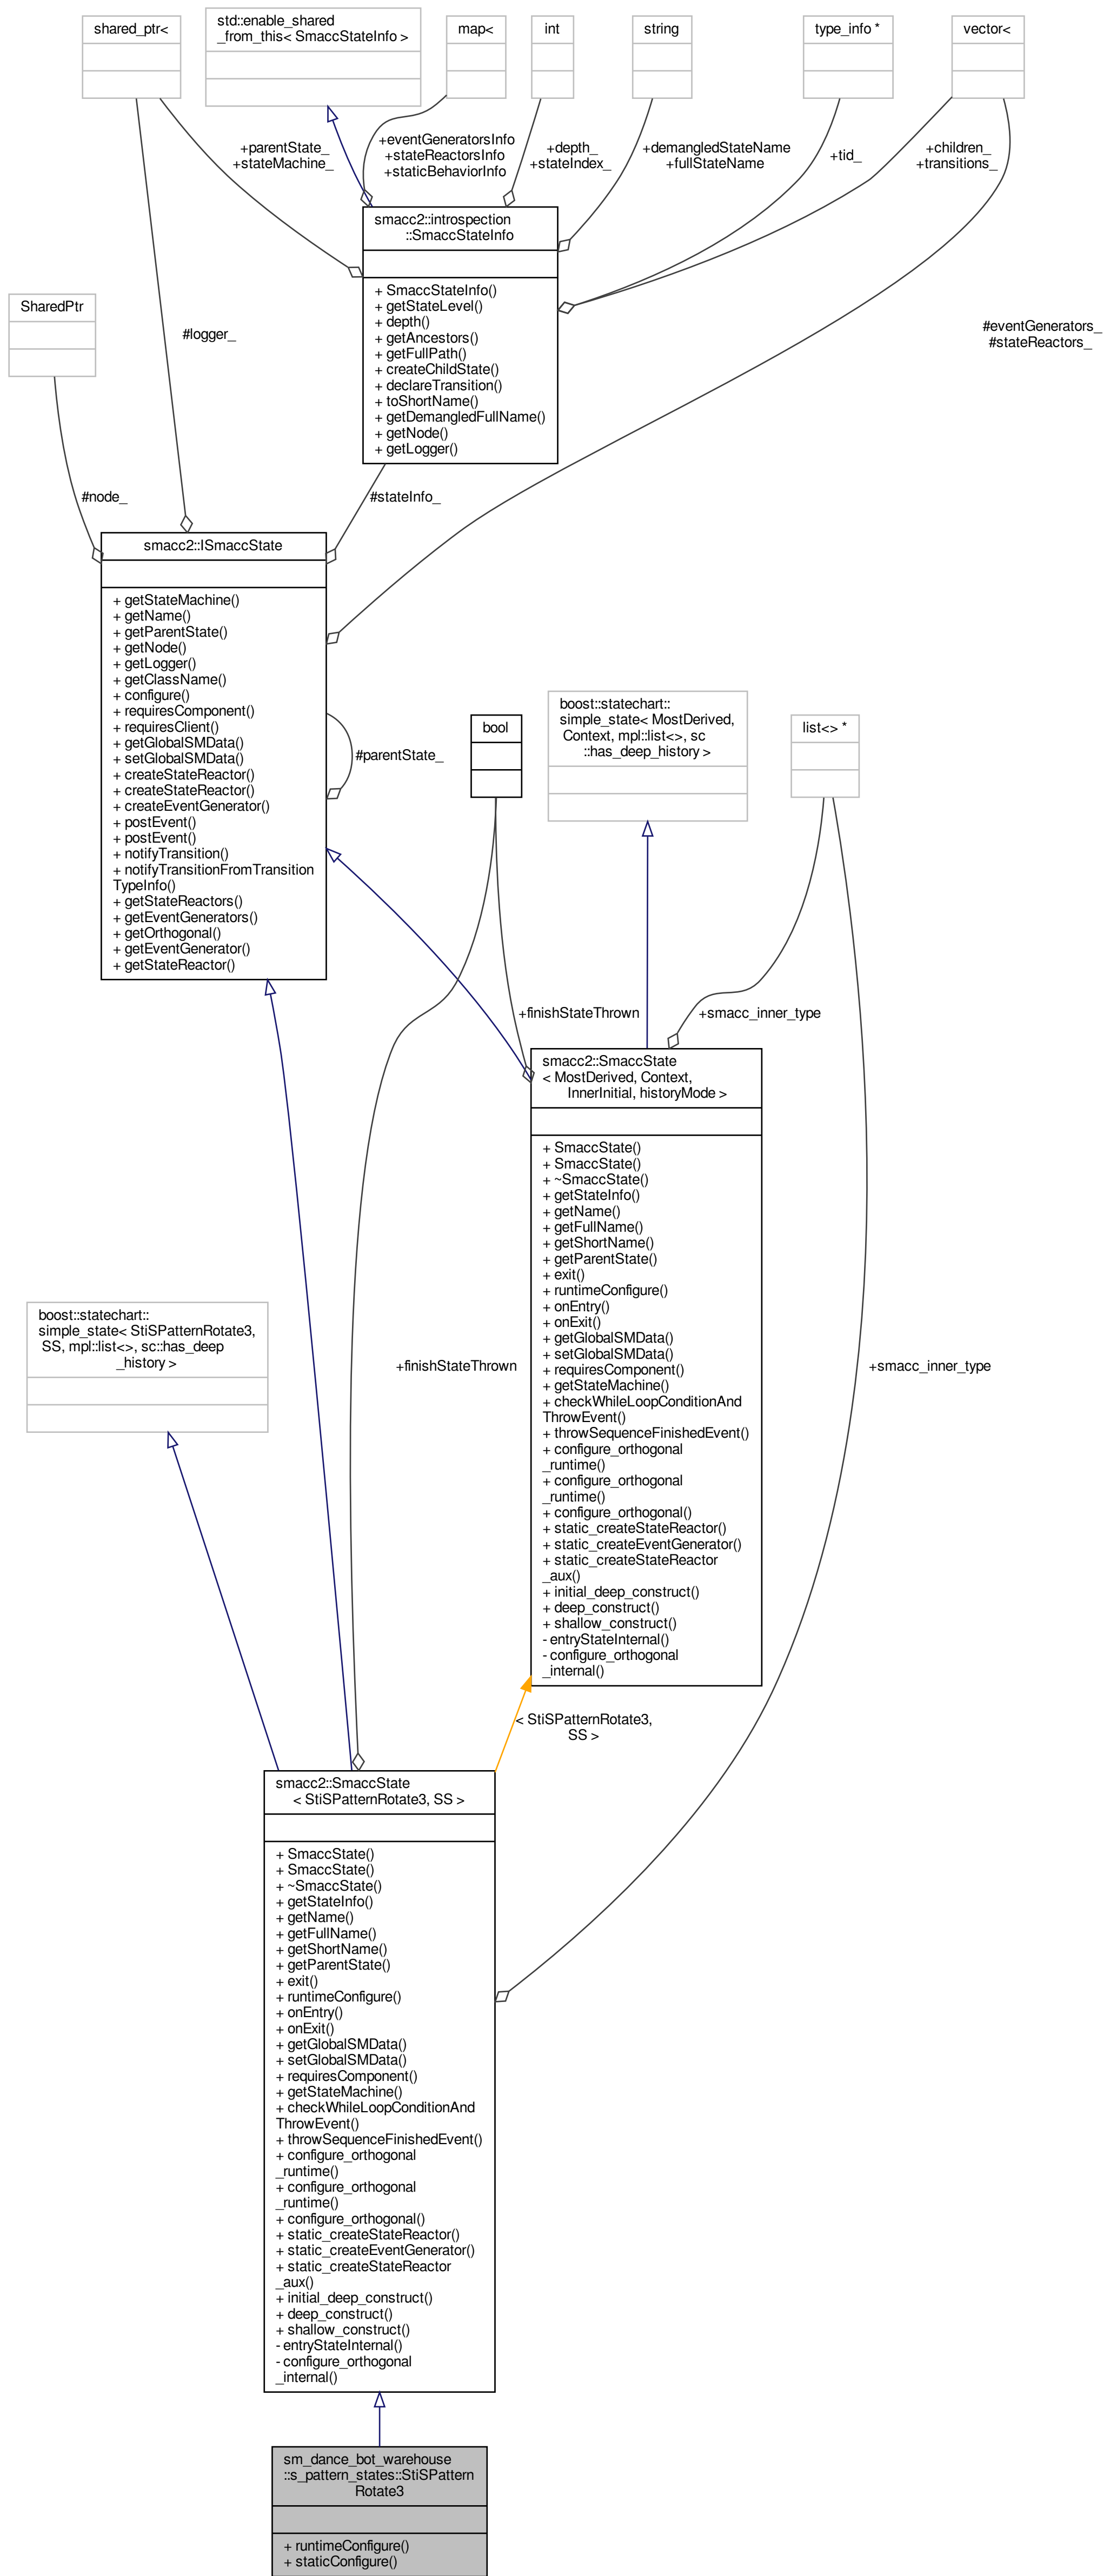 shared_ptr<
std::enable_shared
_from_this< SmaccStateInfo >
map<
int
string
type_info *
vector<
+parentState_
+stateMachine_
+eventGeneratorsInfo
+stateReactorsInfo
+staticBehaviorInfo
+depth_
+stateIndex_
+demangledStateName
+fullStateName
+tid_
+children_
+transitions_
smacc2::introspection
::SmaccStateInfo
+ SmaccStateInfo()
+ getStateLevel()
+ depth()
+ getAncestors()
+ getFullPath()
+ createChildState()
+ declareTransition()
+ toShortName()
+ getDemangledFullName()
+ getNode()
+ getLogger()
SharedPtr
#logger_
#eventGenerators_
#stateReactors_
#node_
#stateInfo_
smacc2::ISmaccState
+ getStateMachine()
+ getName()
+ getParentState()
+ getNode()
+ getLogger()
+ getClassName()
+ configure()
+ requiresComponent()
+ requiresClient()
+ getGlobalSMData()
+ setGlobalSMData()
+ createStateReactor()
+ createStateReactor()
+ createEventGenerator()
+ postEvent()
+ postEvent()
+ notifyTransition()
+ notifyTransitionFromTransition
TypeInfo()
+ getStateReactors()
+ getEventGenerators()
+ getOrthogonal()
+ getEventGenerator()
+ getStateReactor()
#parentState_
bool
boost::statechart::
simple_state< MostDerived,
Context, mpl::list<>, sc
::has_deep_history >
list<> *
+finishStateThrown
+smacc_inner_type
smacc2::SmaccState
< MostDerived, Context,
InnerInitial, historyMode >
+ SmaccState()
+ SmaccState()
+ ~SmaccState()
+ getStateInfo()
+ getName()
+ getFullName()
+ getShortName()
+ getParentState()
+ exit()
+ runtimeConfigure()
+ onEntry()
+ onExit()
+ getGlobalSMData()
+ setGlobalSMData()
+ requiresComponent()
+ getStateMachine()
+ checkWhileLoopConditionAnd
ThrowEvent()
+ throwSequenceFinishedEvent()
+ configure_orthogonal
_runtime()
+ configure_orthogonal
_runtime()
+ configure_orthogonal()
+ static_createStateReactor()
+ static_createEventGenerator()
+ static_createStateReactor
_aux()
+ initial_deep_construct()
+ deep_construct()
+ shallow_construct()
- entryStateInternal()
- configure_orthogonal
_internal()
boost::statechart::
simple_state< StiSPatternRotate3,
SS, mpl::list<>, sc::has_deep
_history >
+finishStateThrown
+smacc_inner_type
< StiSPatternRotate3,
SS >
smacc2::SmaccState
< StiSPatternRotate3, SS >
+ SmaccState()
+ SmaccState()
+ ~SmaccState()
+ getStateInfo()
+ getName()
+ getFullName()
+ getShortName()
+ getParentState()
+ exit()
+ runtimeConfigure()
+ onEntry()
+ onExit()
+ getGlobalSMData()
+ setGlobalSMData()
+ requiresComponent()
+ getStateMachine()
+ checkWhileLoopConditionAnd
ThrowEvent()
+ throwSequenceFinishedEvent()
+ configure_orthogonal
_runtime()
+ configure_orthogonal
_runtime()
+ configure_orthogonal()
+ static_createStateReactor()
+ static_createEventGenerator()
+ static_createStateReactor
_aux()
+ initial_deep_construct()
+ deep_construct()
+ shallow_construct()
- entryStateInternal()
- configure_orthogonal
_internal()
sm_dance_bot_warehouse
::s_pattern_states::StiSPattern
Rotate3
+ runtimeConfigure()
+ staticConfigure()